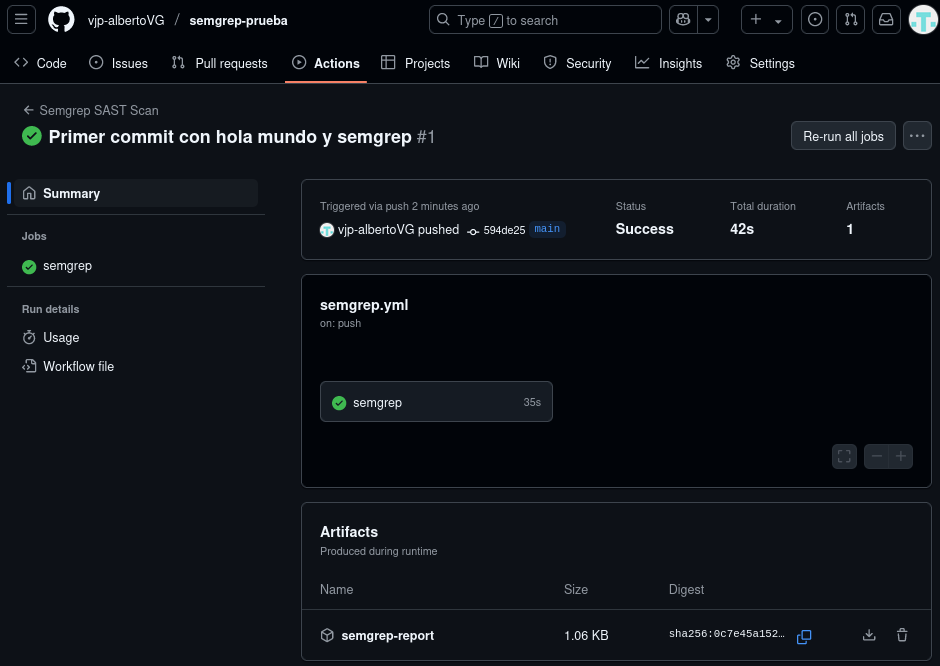 vjp-albertoVG / semgrep-prueba
Type / to search
Code Issues Pull requests Actions Projects Wiki Security Insights Settings
Semgrep SAST Scan
Primer commit con hola mundo y semgrep #1
Re-run all jobs
Summary
Jobs
semgrep
Run details
Usage
Workflow file
Triggered via push 2 minutes ago
vjp-albertoVG pushed 594de25 main
Status
Success
Total duration
42s
Artifacts
1
semgrep.yml
on: push
semgrep 35s
Artifacts
Produced during runtime
Name Size Digest
semgrep-report 1.06 KB sha256:0c7e45a152…